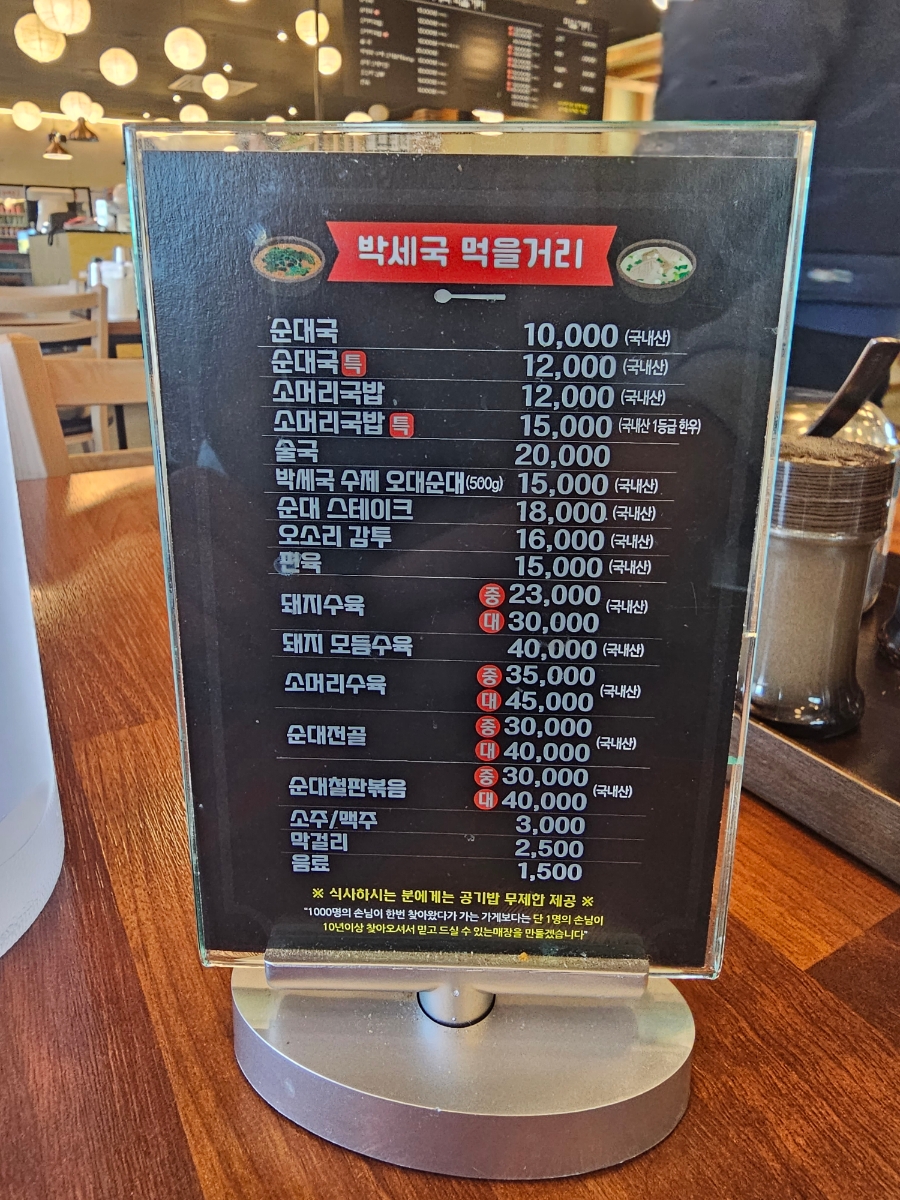 박세국 먹을거리
순대국 10,000 (국내산)
순대국 특 12,000 (국내산)
소머리국밥 12,000 (국내산)
소머리국밥 특 15,000 (국내산 1등급 한우)
술국 20,000
박세국 수제 오대순대(500g) 15,000 (국내산)
순대 스테이크 18,000 (국내산)
오소리 감투 16,000 (국내산)
편육 15,000 (국내산)
돼지수육 중 23,000 (국내산)
대 30,000
돼지 모듬수육 40,000 (국내산)
소머리수육 중 35,000 (국내산)
대 45,000
순대전골 중 30,000 (국내산)
대 40,000
순대철판볶음 중 30,000 (국내산)
대 40,000
소주/맥주 3,000
막걸리 2,500
음료 1,500
※ 식사하시는 분에게는 공기밥 무제한 제공 ※
"1000명의 손님이 한번 찾아왔다가 가는 가게보다는 단 1명의 손님이
10년이상 찾아오셔서 믿고 드실 수 있는매장을 만들겠습니다"